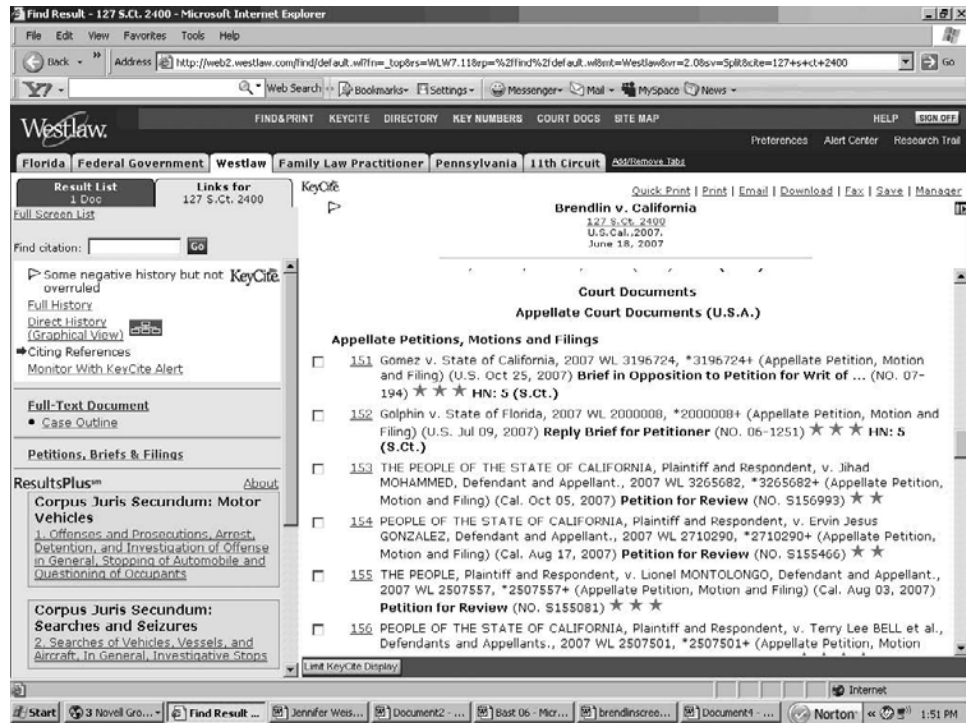 Find Result - 127 S.Ct. 2400 - Microsoft Internet Explorer
File Edit View Favorites Tools Help
Back » Address http://web2.westlaw.com/find/default.wl?fn=_top&rs=WLW7.11&rp=%2ffind%2fdefault.wl&mt=Westlaw&vr=2.0&sv=Split&cite=127+s+ct+2400 Go
Y7 - Web Search Bookmarks Settings Messenger Mail MySpace News
Westlaw. FIND&PRINT KEYCITE DIRECTORY KEY NUMBERS COURT DOCS SITE MAP HELP SIGN OFF
Preferences Alert Center Research Trail
Florida Federal Government Westlaw Family Law Practitioner Pennsylvania 11th Circuit Add/Remove Tabs
Result List
1 Doc
Links for
127 S.Ct. 2400
Full Screen List
Find citation: Go
Some negative history but not overruled KeyCite
Full History
Direct History
(Graphical View)
Citing References
Monitor With KeyCite Alert
Full-Text Document
• Case Outline
Petitions, Briefs & Filings
ResultsPlus℠ About
Corpus Juris Secundum: Motor
Vehicles
1. Offenses and Prosecutions, Arrest,
Detention, and Investigation of Offense
in General, Stopping of Automobile and
Questioning of Occupants
Corpus Juris Secundum:
Searches and Seizures
2. Searches of Vehicles, Vessels, and
Aircraft, In General, Investigative Stops
KeyCite
Quick Print | Print | Email | Download | Fax | Save | Manager
Brendlin v. California
127 S.Ct. 2400
U.S.Cal.,2007.
June 18, 2007
Court Documents
Appellate Court Documents (U.S.A.)
Appellate Petitions, Motions and Filings
151 Gomez v. State of California, 2007 WL 3196724, *3196724+ (Appellate Petition, Motion
and Filing) (U.S. Oct 25, 2007) Brief in Opposition to Petition for Writ of ... (NO. 07-
194) ★ ★ ★ HN: 5 (S.Ct.)
152 Golphin v. State of Florida, 2007 WL 2000008, *2000008+ (Appellate Petition, Motion and
Filing) (U.S. Jul 09, 2007) Reply Brief for Petitioner (NO. 06-1251) ★ ★ ★ HN: 5
(S.Ct.)
153 THE PEOPLE OF THE STATE OF CALIFORNIA, Plaintiff and Respondent, v. Jihad
MOHAMMED, Defendant and Appellant., 2007 WL 3265682, *3265682+ (Appellate Petition,
Motion and Filing) (Cal. Oct 05, 2007) Petition for Review (NO. S156993) ★ ★
154 PEOPLE OF THE STATE OF CALIFORNIA, Plaintiff and Respondent, v. Ervin Jesus
GONZALEZ, Defendant and Appellant., 2007 WL 2710290, *2710290+ (Appellate Petition,
Motion and Filing) (Cal. Aug 17, 2007) Petition for Review (NO. S155466) ★ ★
155 THE PEOPLE, Plaintiff and Respondent, v. Lionel MONTOLONGO, Defendant and Appellant.,
2007 WL 2507557, *2507557+ (Appellate Petition, Motion and Filing) (Cal. Aug 03, 2007)
Petition for Review (NO. S155081) ★ ★ ★
156 PEOPLE OF THE STATE OF CALIFORNIA, Plaintiff and Respondent, v. Terry Lee BELL et al.,
Defendants and Appellants., 2007 WL 2507501, *2507501+ (Appellate Petition, Motion
Limit KeyCite Display
Internet
Start 3 Novell Gro... Find Result ... Jennifer Weis... Document2 - ... Bast 06 - Micr... brendlinscree... Document4 - ... Norton 1:51 PM